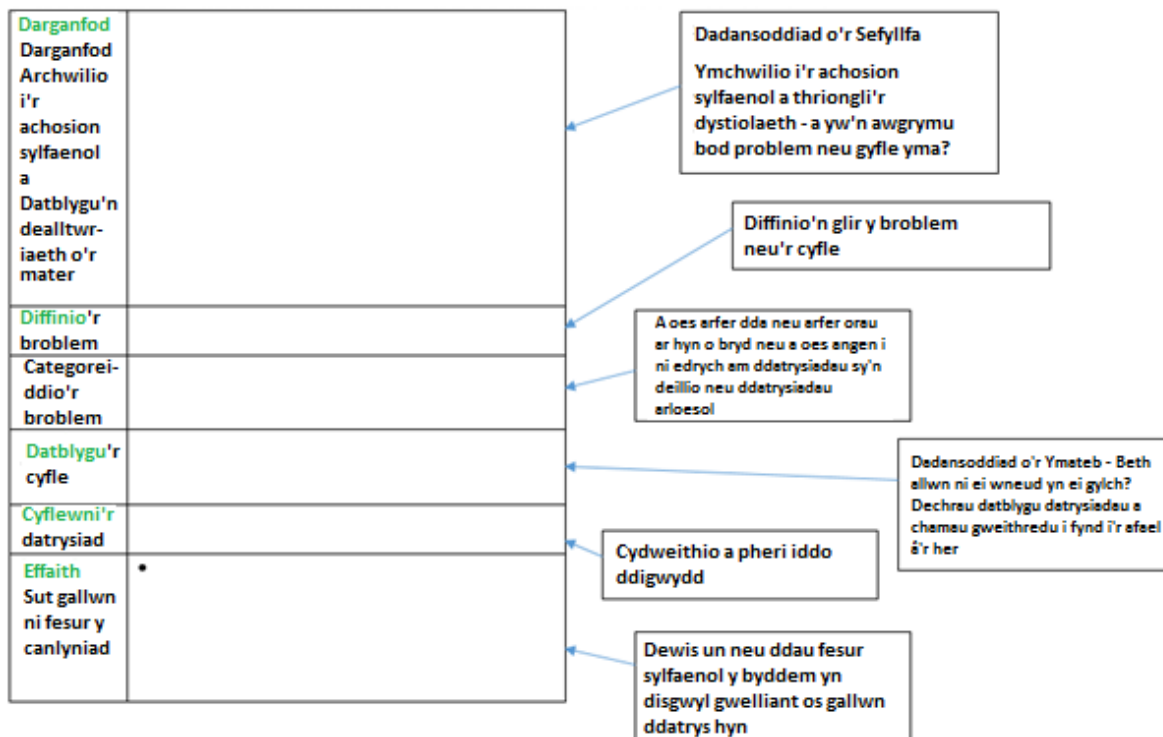 Darganfod
Darganfod
Archwilio
i'r
achosion
sylfaenol
a
Datblygu'n
dealltwr-
iaeth o'r
mater
Dadansoddiad o'r Sefyllfa
Ymchwilio i'r achosion
sylfaenol a thriongli'r
dystiolaeth - a yw'n awgrymu
bod problem neu gyfle yma?
Diffinio'r
broblem
Diffinio'n glir y broblem
neu'r cyfle
Categorei-
ddio'r
broblem
A oes arfer dda neu arfer orau
ar hyn o bryd neu a oes angen i
ni edrych am ddatrysiadau sy'n
deillio neu ddatrysiadau
arloesol
Datblygu'r
cyfle
Dadansoddiad o'r Ymateb - Beth
allwn ni ei wneud yn ei gylch?
Dechrau datblygu datrysiadau a
chamau gweithredu i fynd i'r afael
â'r her
Cyflewni'r
datrysiad
Cydweithio a pheri iddo
ddigwydd
Effaith
Sut gallwn
ni fesur y
canlyniad
•
Dewis un neu ddau fesur
sylfaenol y byddem yn
disgwyl gwelliant os gallwn
ddatrys hyn